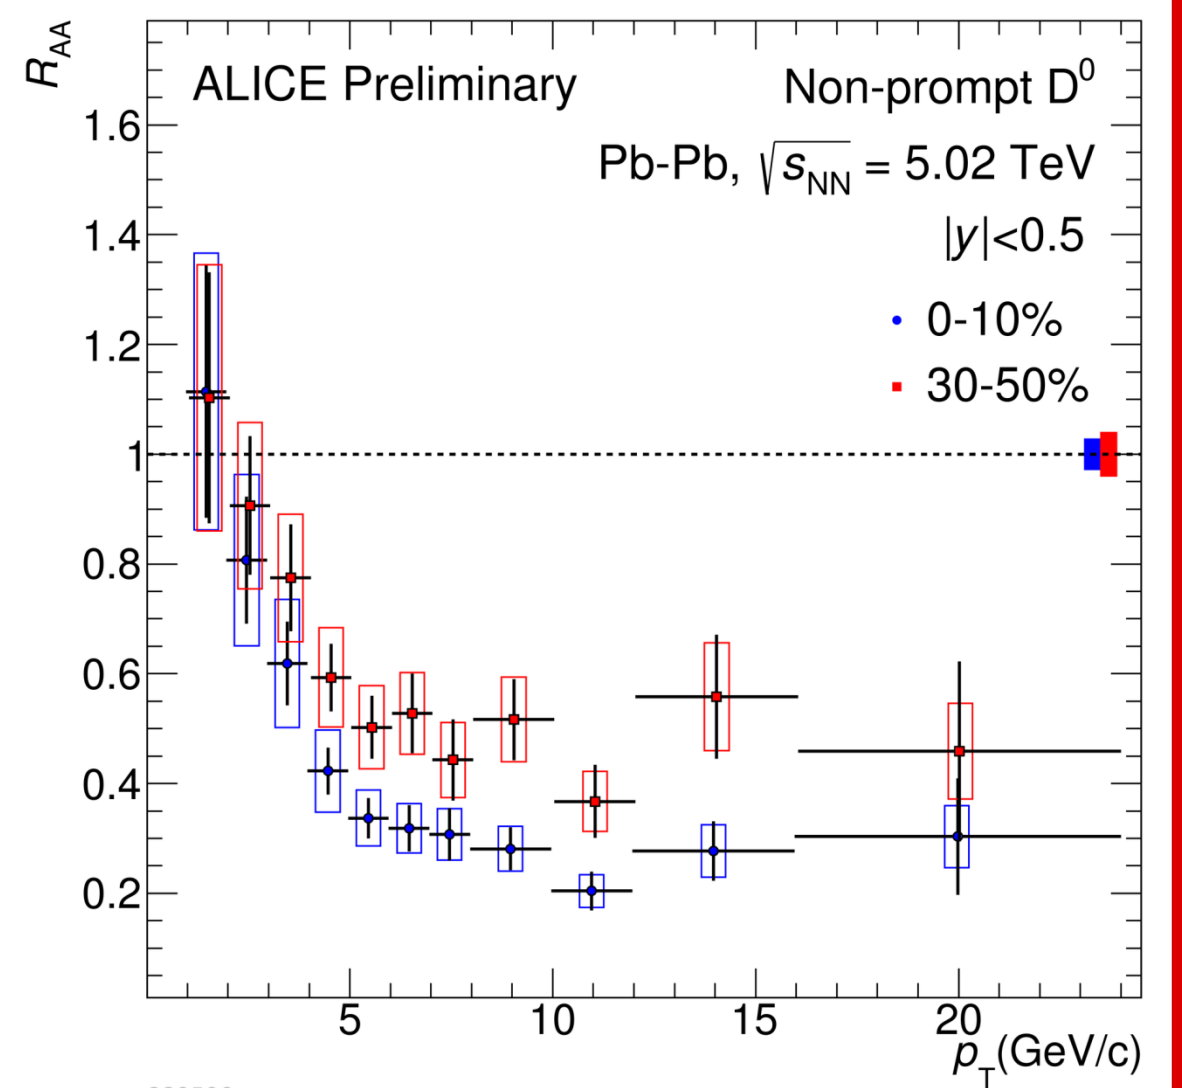 R_AA
ALICE Preliminary
Non-prompt D⁰
Pb-Pb, √s_NN = 5.02 TeV
|y|<0.5
0-10%
30-50%
1.6
1.4
1.2
1
0.8
0.6
0.4
0.2
5 10 15 20
p_T (GeV/c)